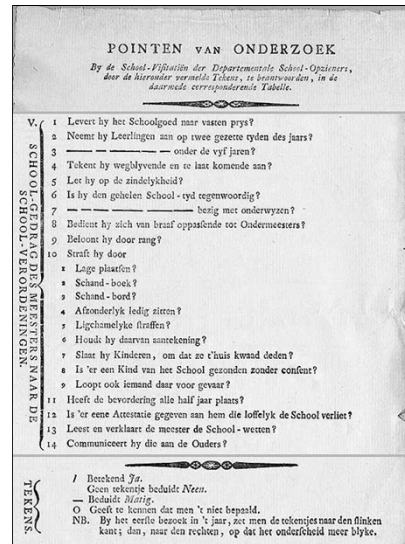 POINTEN VAN ONDERZOEK
By de School-Visitatiën der Departementale School-Opzieners,
door de hieronder vermelde Tekens, te beantwoorden, in de
daarmede corresponderende Tabelle.
V. SCHOOL-GEDRAG DES MEESTERS NAAR DE
SCHOOL-VERORDENINGEN.
1 Levert hy het Schoolgoed naar vasten prys?
2 Neemt hy Leerlingen aan op twee gezette tyden des jaars?
3 — — — — — — onder de vyf jaren?
4 Tekent hy wegblyvende en te laat komende aan?
5 Let hy op de zindelykheid?
6 Is hy den geheelen School-tyd tegenwoordig?
7 — — — — — — bezig met onderwyzen?
8 Bedient hy zich van braaf oppassende tot Ondermeesters?
9 Beloont hy door rang?
10 Straft hy door
1 Lage plaatsen?
2 Schand-boek?
3 Schand-bord?
4 Afzonderlyk ledig zitten?
5 Ligchamelyke straffen?
6 Houdt hy daarvan aantekening?
7 Slaat hy Kinderen, om dat ze t'huis kwaad deden?
8 Is 'er een Kind van het School gezonden zonder consent?
9 Loopt ook iemand daar voor gevaar?
11 Heeft de bevordering alle half jaar plaats?
12 Is 'er eene Attestatie gegeven aan hem die loffelyk de School verliet?
13 Leest en verklaart de meester de School-wetten?
14 Communiceert hy die aan de Ouders?
TEKENS.
/ Betekend Ja.
Geen tekentje beduidt Neen.
— Beduidt Matig.
O Geeft te kennen dat men 't niet bepaald.
NB. By het eerste bezoek in 't jaar, zet men de tekentjes naar den slinken
kant; dan, naar den rechten, op dat het onderscheid meer blyke.